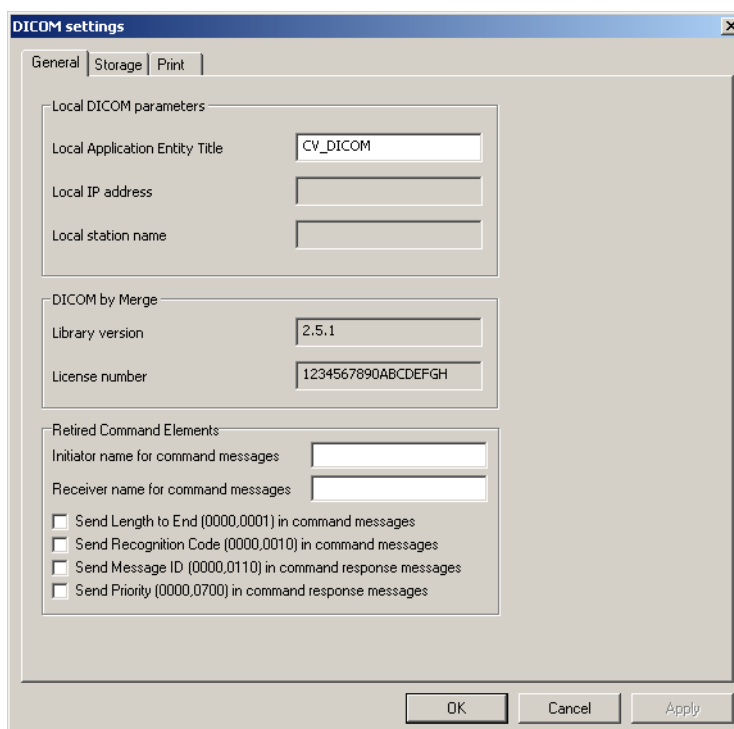 DICOM settings
General Storage Print
Local DICOM parameters
Local Application Entity Title CV_DICOM
Local IP address
Local station name
DICOM by Merge
Library version 2.5.1
License number 1234567890ABCDEFGH
Retired Command Elements
Initiator name for command messages
Receiver name for command messages
Send Length to End (0000,0001) in command messages
Send Recognition Code (0000,0010) in command messages
Send Message ID (0000,0110) in command response messages
Send Priority (0000,0700) in command response messages
OK Cancel Apply